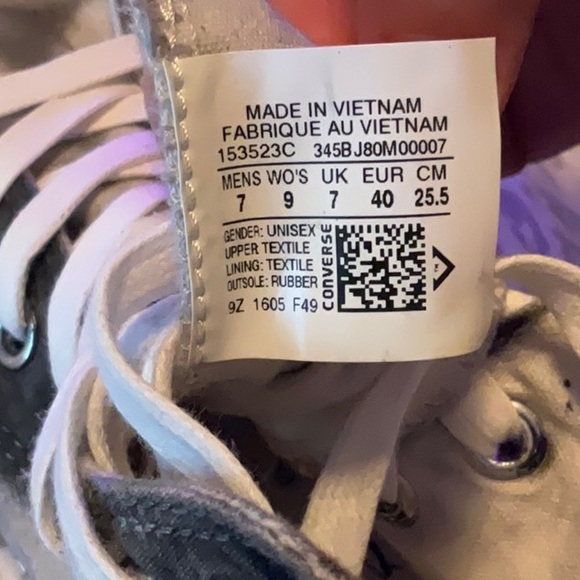 MADE IN VIETNAM
FABRIQUE AU VIETNAM
153523C 345BJ80M00007
MENS WO'S UK EUR CM
7 9 7 40 25.5
GENDER: UNISEX
UPPER: TEXTILE
LINING: TEXTILE
OUTSOLE: RUBBER
9Z 1605 F49
CONVERSE